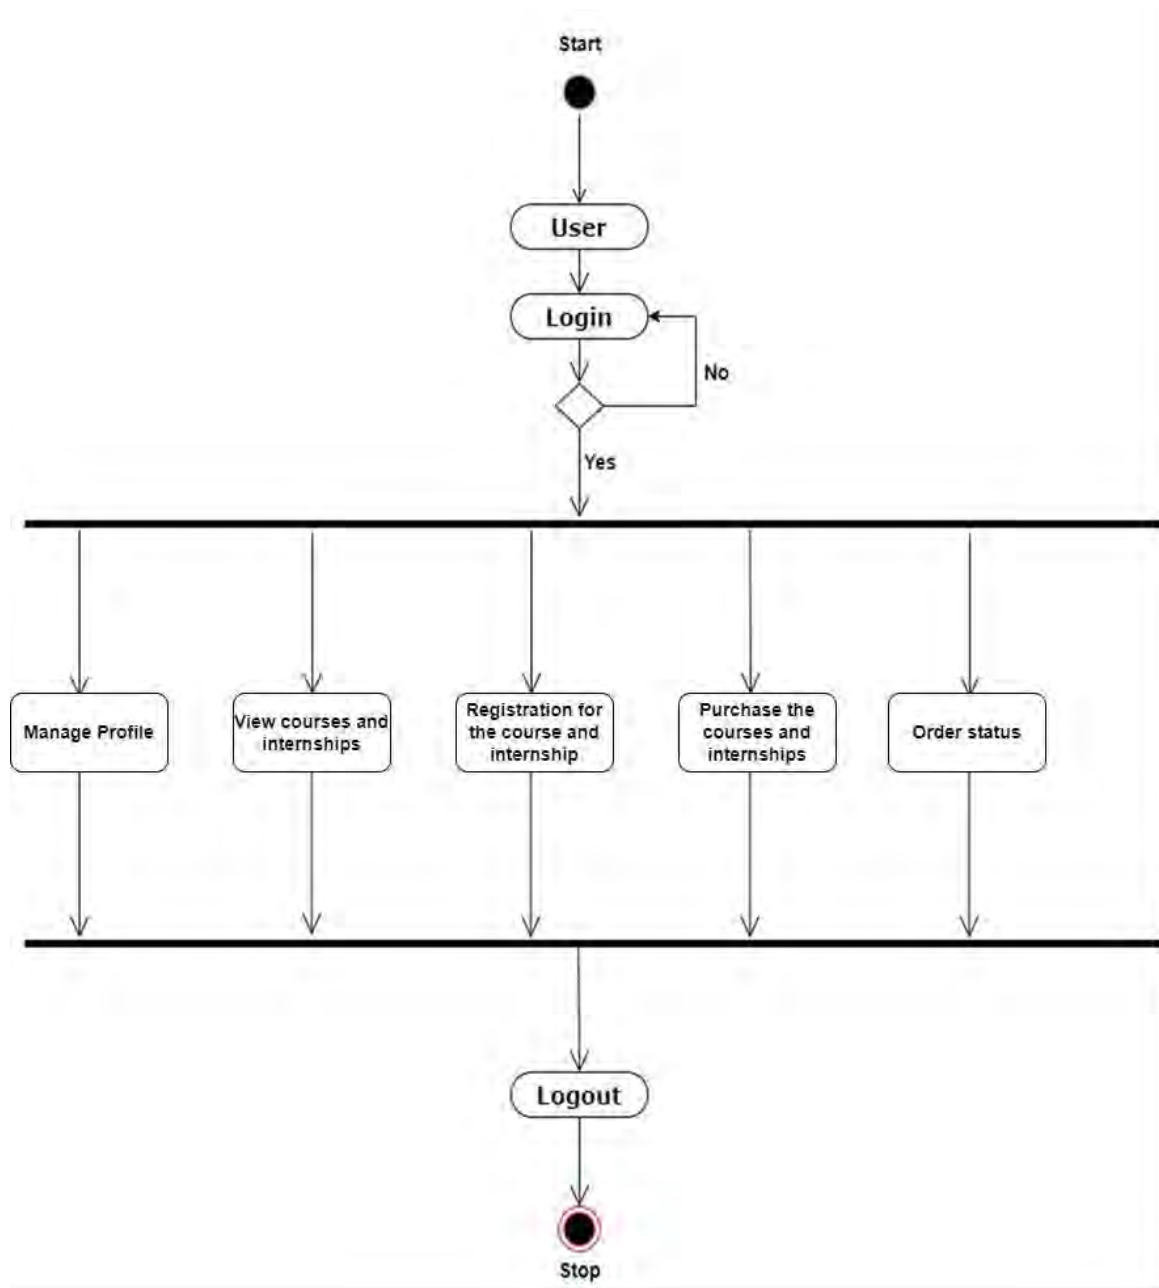 Start
User
Login
No
Yes
Manage Profile
View courses and
internships
Registration for
the course and
internship
Purchase the
courses and
internships
Order status
Logout
Stop